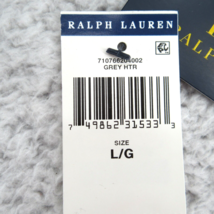 RALPH LAUREN
710766204002
GREY HTR
7 49862 31533 3
SIZE
L/G